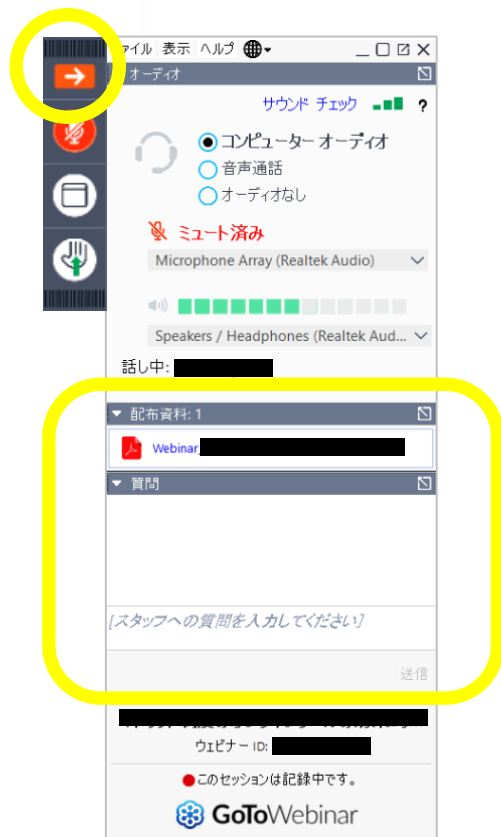 ファイル 表示 ヘルプ
オーディオ
サウンド チェック ?
コンピューター オーディオ
音声通話
オーディオなし
ミュート済み
Microphone Array (Realtek Audio)
Speakers / Headphones (Realtek Aud...
話し中:
配布資料: 1
Webinar
質問
[スタッフへの質問を入力してください]
送信
ウェビナー ID:
●このセッションは記録中です。
GoToWebinar